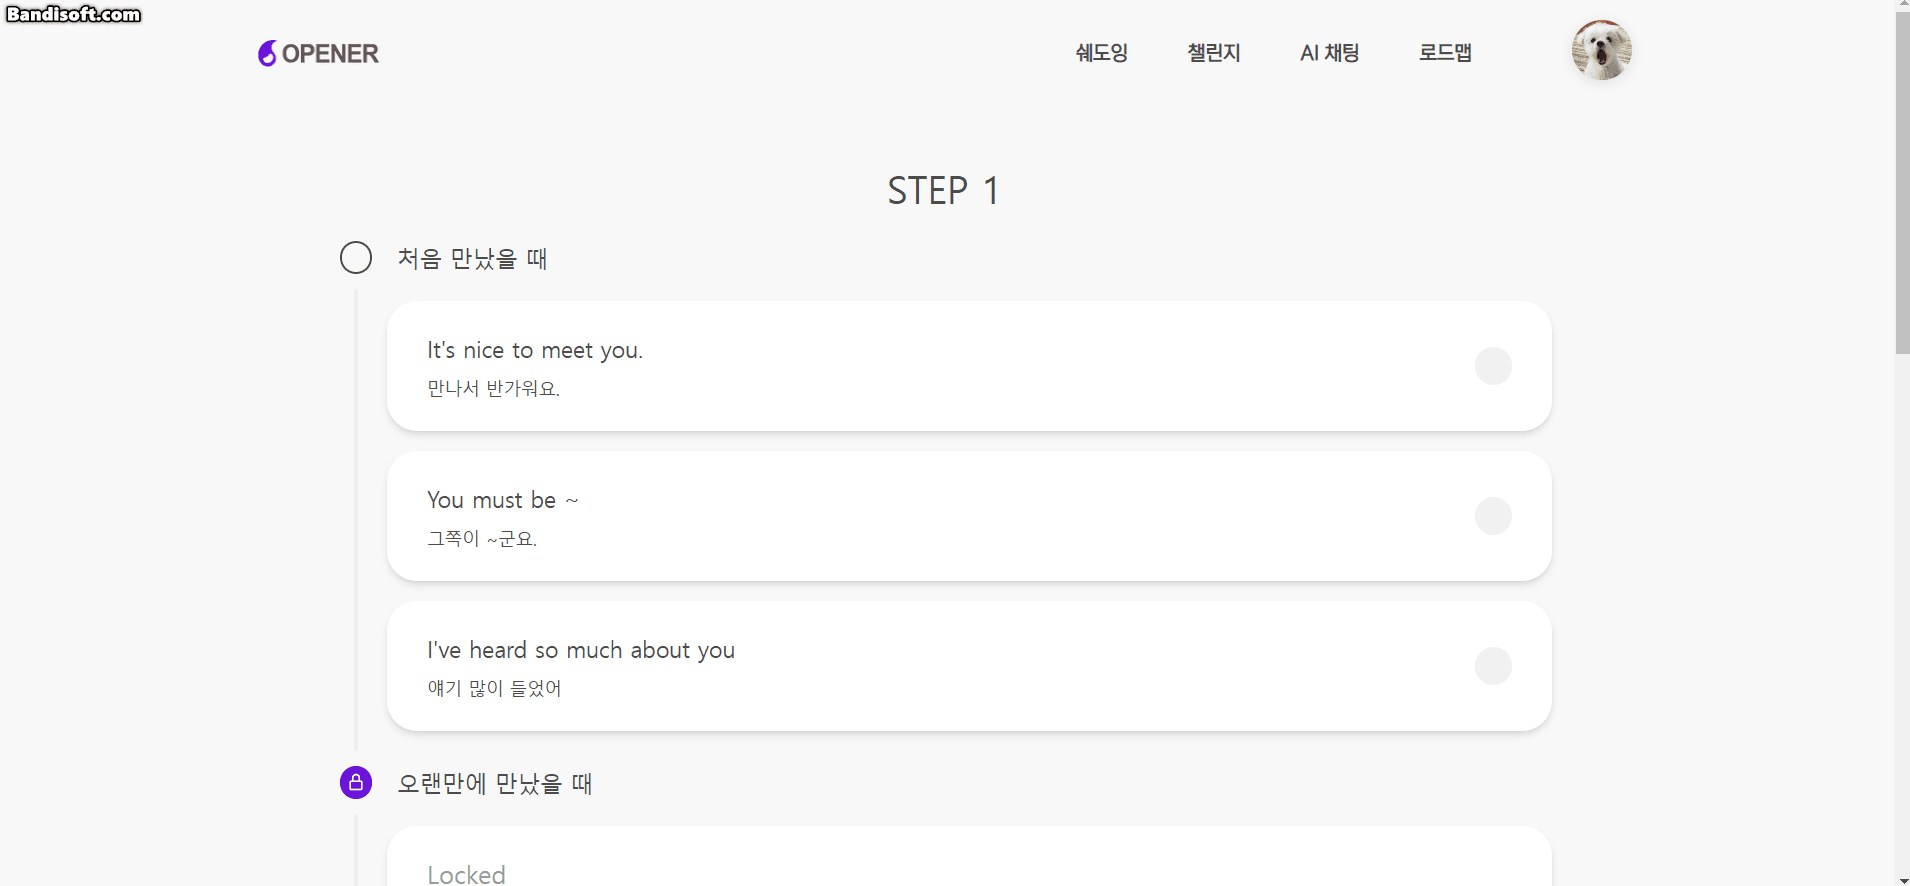 Bandisoft.com
OPENER
쉐도잉 챌린지 AI 채팅 로드맵
STEP 1
처음 만났을 때
It's nice to meet you.
만나서 반가워요.
You must be ~
그쪽이 ~군요.
I've heard so much about you
얘기 많이 들었어
오랜만에 만났을 때
Locked